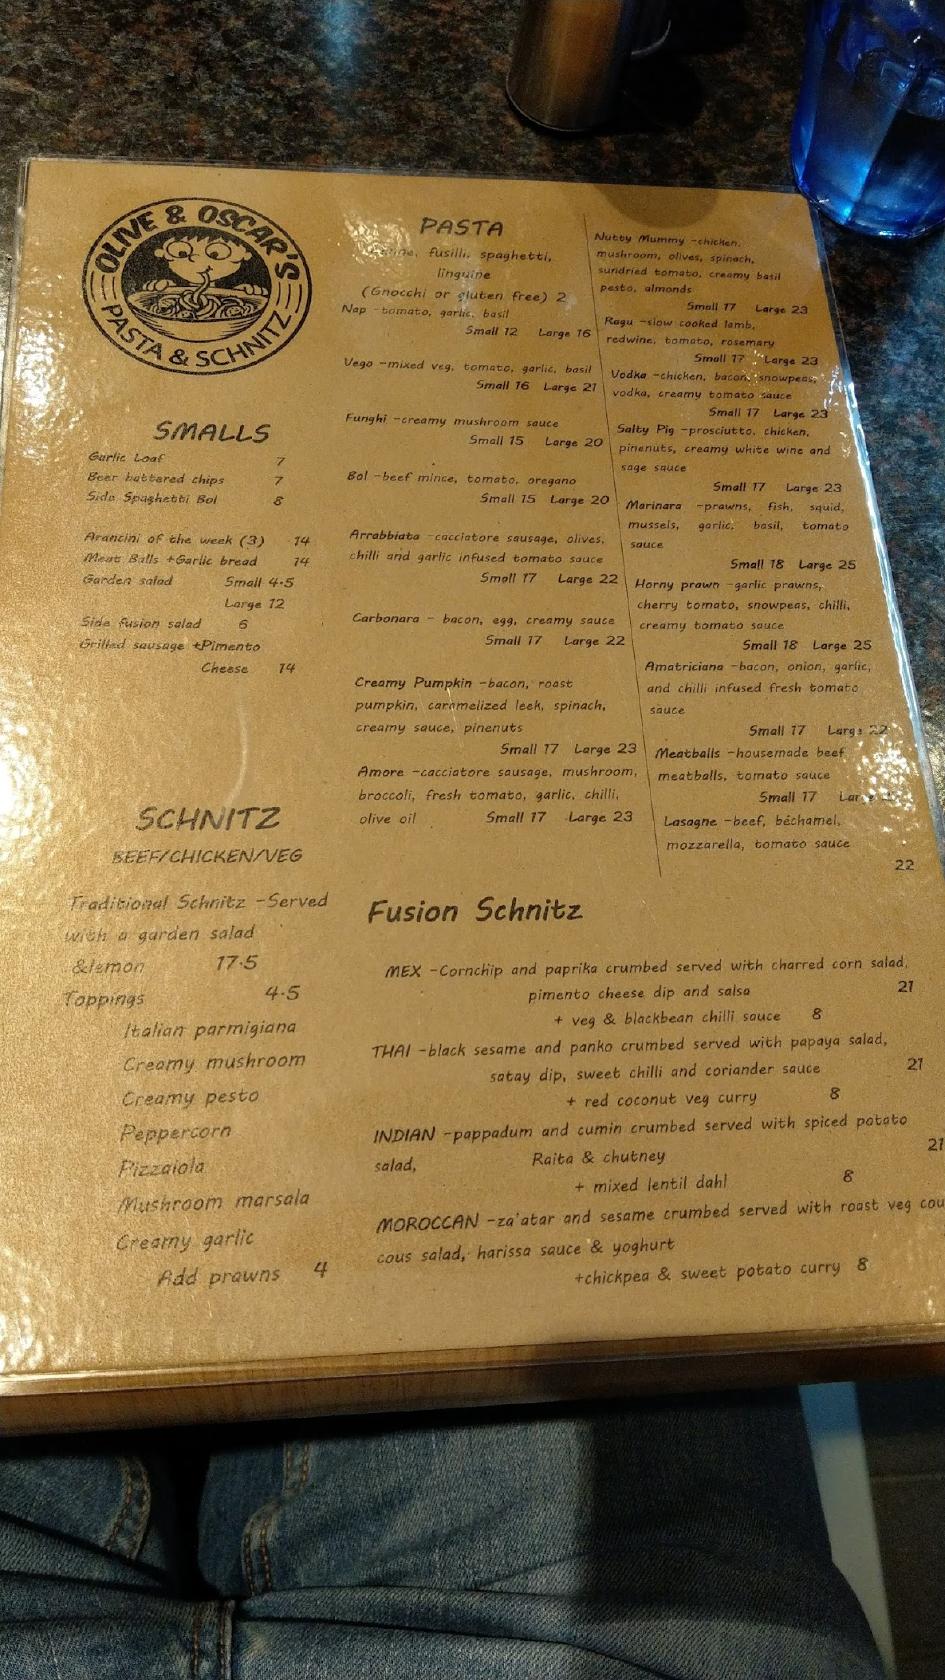 OLIVE & OSCAR'S
PASTA & SCHNITZ
SMALLS
Garlic Loaf 7
Beer battered chips 7
Side Spaghetti Bol 8
Arancini of the week (3) 14
Meat Balls +Garlic bread 14
Garden salad Small 4.5
Large 12
Side fusion salad 6
Grilled sausage +Pimento
Cheese 14
SCHNITZ
BEEF/CHICKEN/VEG
Traditional Schnitz -Served
with a garden salad
&lemon 17.5
Toppings 4.5
Italian parmigiana
Creamy mushroom
Creamy pesto
Peppercorn
Pizzaiola
Mushroom marsala
Creamy garlic
Add prawns 4
PASTA
fusilli, spaghetti,
linguine
(Gnocchi or gluten free) 2
Nap -tomato, garlic, basil
Small 12 Large 16
Vego -mixed veg, tomato, garlic, basil
Small 16 Large 21
Funghi -creamy mushroom sauce
Small 15 Large 20
Bol -beef mince, tomato, oregano
Small 15 Large 20
Arrabbiata -cacciatore sausage, olives,
chilli and garlic infused tomato sauce
Small 17 Large 22
Carbonara - bacon, egg, creamy sauce
Small 17 Large 22
Creamy Pumpkin -bacon, roast
pumpkin, caramelized leek, spinach,
creamy sauce, pinenuts
Small 17 Large 23
Amore -cacciatore sausage, mushroom,
broccoli, fresh tomato, garlic, chilli,
olive oil Small 17 Large 23
Nutty Mummy -chicken,
mushroom, olives, spinach,
sundried tomato, creamy basil
pesto, almonds
Small 17 Large 23
Ragu -slow cooked lamb,
redwine, tomato, rosemary
Small 17 Large 23
Vodka -chicken, bacon, snowpeas,
vodka, creamy tomato sauce
Small 17 Large 23
Salty Pig -prosciutto, chicken,
pinenuts, creamy white wine and
sage sauce
Small 17 Large 23
Marinara -prawns, fish, squid,
mussels, garlic, basil, tomato
sauce
Small 18 Large 25
Horny prawn -garlic prawns,
cherry tomato, snowpeas, chilli,
creamy tomato sauce
Small 18 Large 25
Amatriciana -bacon, onion, garlic,
and chilli infused fresh tomato
sauce
Small 17 Large 22
Meatballs -housemade beef
meatballs, tomato sauce
Small 17
Lasagne -beef, béchamel,
mozzarella, tomato sauce
22
Fusion Schnitz
MEX -Cornchip and paprika crumbed served with charred corn salad,
pimento cheese dip and salsa 21
+ veg & blackbean chilli sauce 8
THAI -black sesame and panko crumbed served with papaya salad,
satay dip, sweet chilli and coriander sauce 21
+ red coconut veg curry 8
INDIAN -pappadum and cumin crumbed served with spiced potato
salad, Raita & chutney 21
+ mixed lentil dahl 8
MOROCCAN -za'atar and sesame crumbed served with roast veg cou
cous salad, harissa sauce & yoghurt
+chickpea & sweet potato curry 8